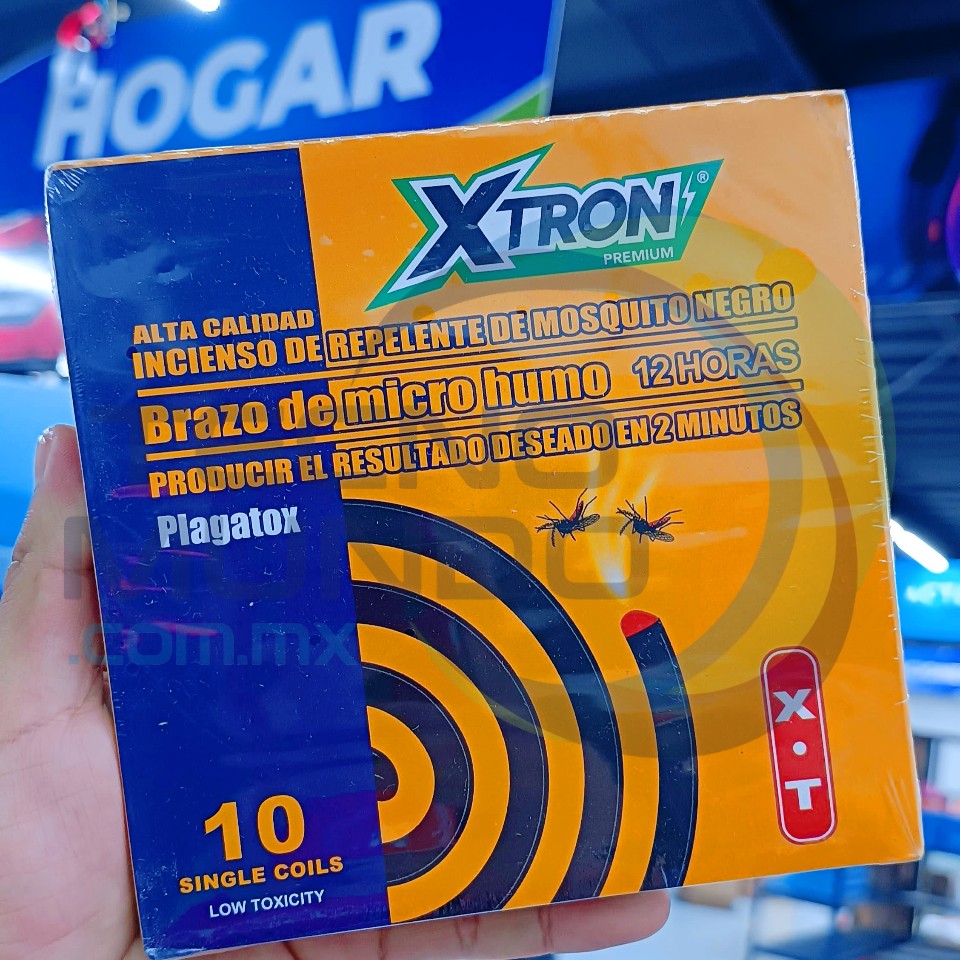 HOGAR
XTRON®
PREMIUM
ALTA CALIDAD
INCIENSO DE REPELENTE DE MOSQUITO NEGRO
Brazo de micro humo 12 HORAS
PRODUCIR EL RESULTADO DESEADO EN 2 MINUTOS
Plagatox
MUNDO
.com.mx
X·T
10
SINGLE COILS
LOW TOXICITY